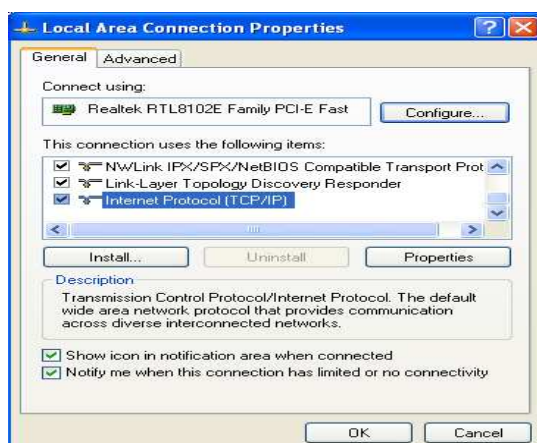 Local Area Connection Properties
General Advanced
Connect using:
Realtek RTL8102E Family PCI-E Fast Configure...
This connection uses the following items:
NWLink IPX/SPX/NetBIOS Compatible Transport Prot
Link-Layer Topology Discovery Responder
Internet Protocol (TCP/IP)
Install... Uninstall Properties
Description
Transmission Control Protocol/Internet Protocol. The default
wide area network protocol that provides communication
across diverse interconnected networks.
Show icon in notification area when connected
Notify me when this connection has limited or no connectivity
OK Cancel